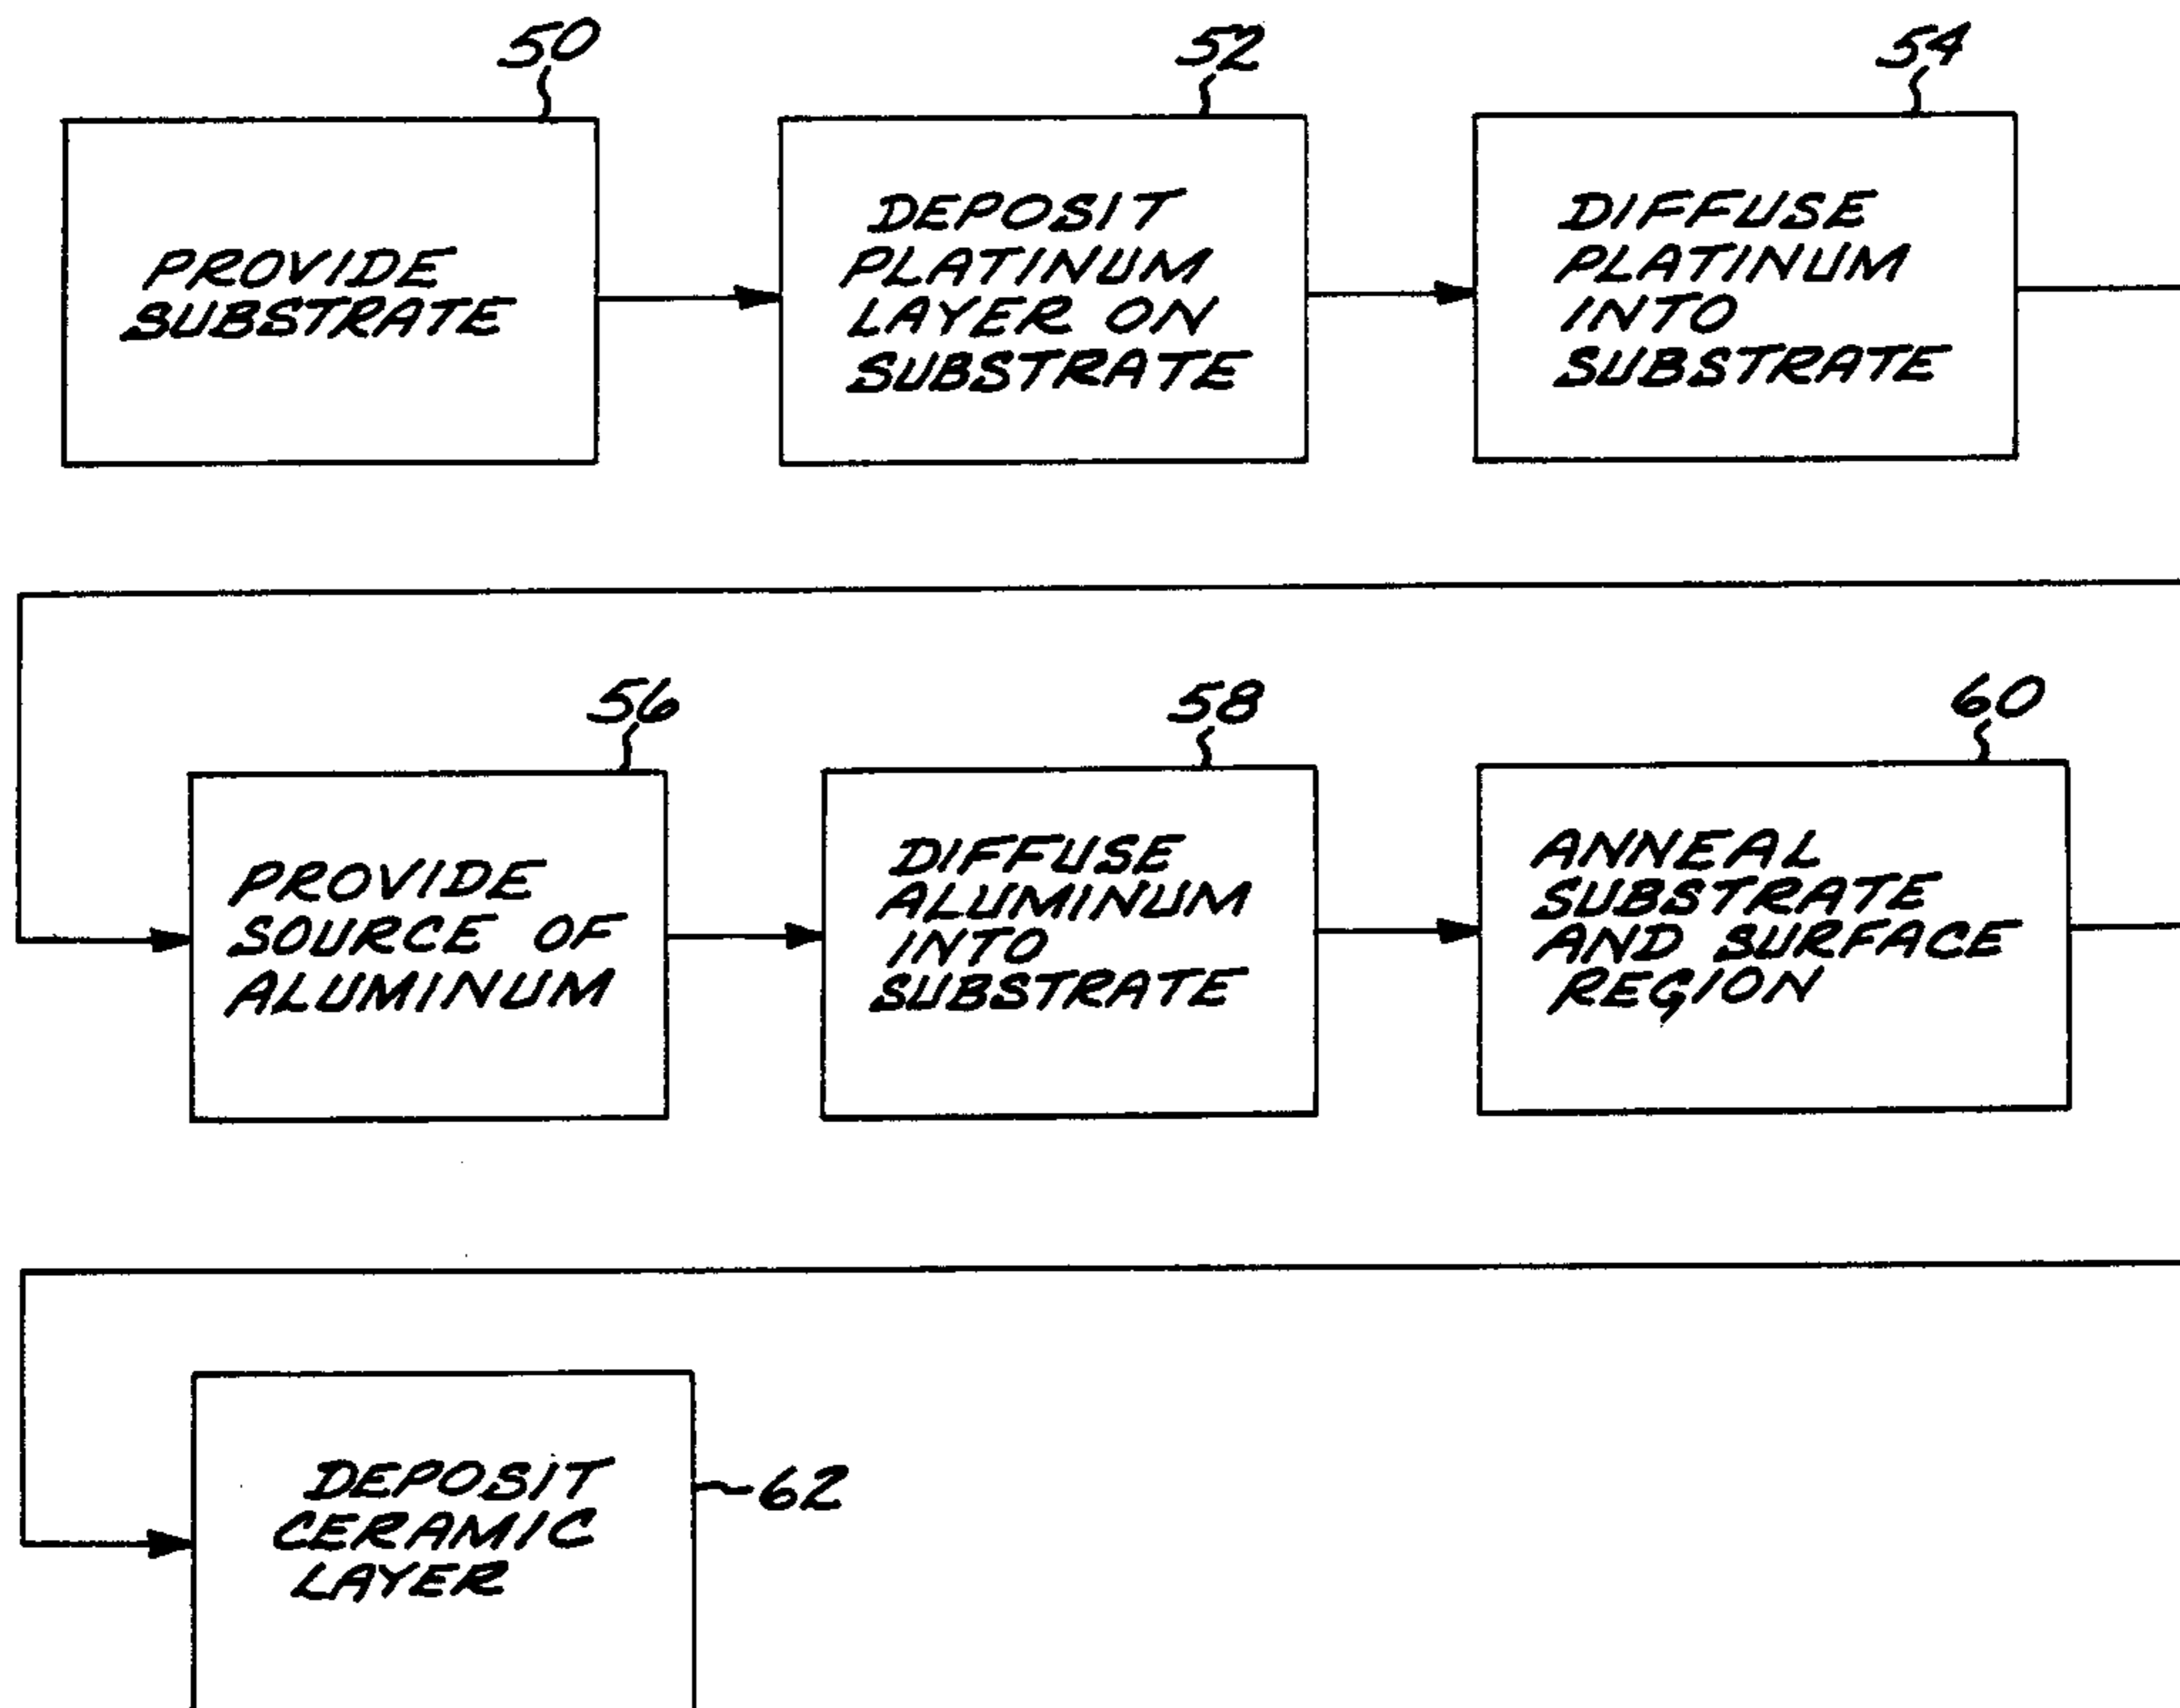 50
PROVIDE
SUBSTRATE
52
DEPOSIT
PLATINUM
LAYER ON
SUBSTRATE
54
DIFFUSE
PLATINUM
INTO
SUBSTRATE
56
PROVIDE
SOURCE OF
ALUMINUM
58
DIFFUSE
ALUMINUM
INTO
SUBSTRATE
60
ANNEAL
SUBSTRATE
AND SURFACE
REGION
62
DEPOSIT
CERAMIC
LAYER